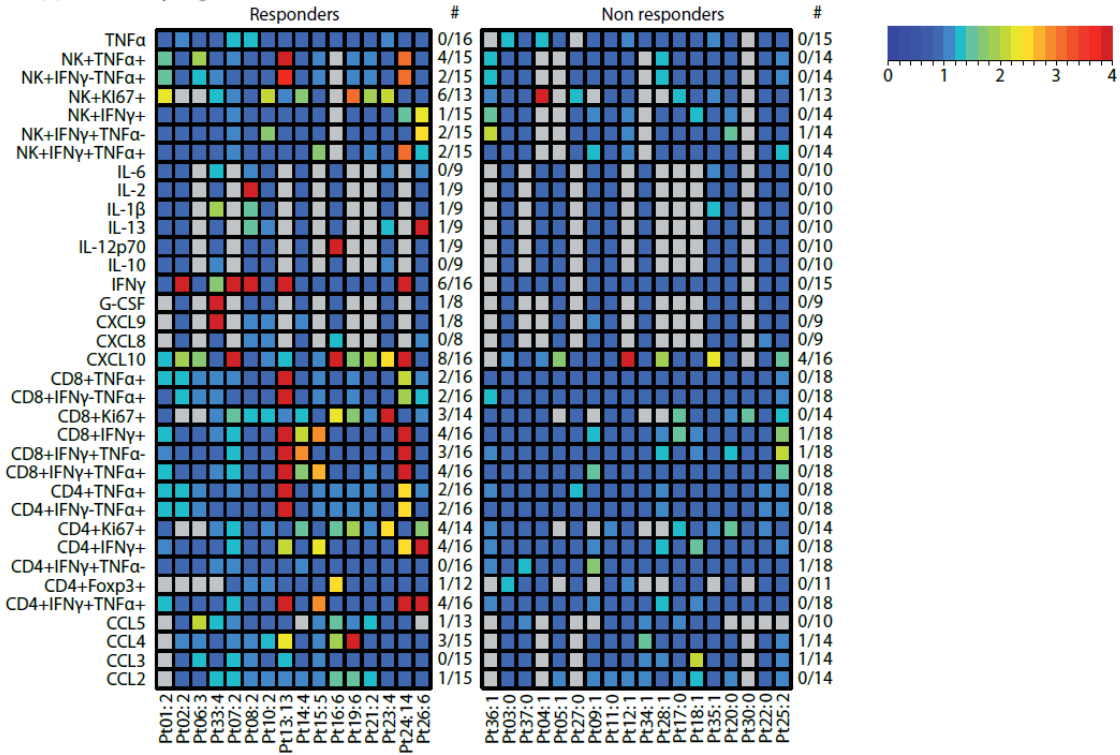 Responders # Non responders #
0 1 2 3 4
TNFα 0/16 0/15
NK+TNFα+ 4/15 0/14
NK+IFNγ-TNFα+ 2/15 0/14
NK+KI67+ 6/13 1/13
NK+IFNγ+ 1/15 0/14
NK+IFNγ+TNFα- 2/15 1/14
NK+IFNγ+TNFα+ 2/15 0/14
IL-6 0/9 0/10
IL-2 1/9 0/10
IL-1β 1/9 0/10
IL-13 1/9 0/10
IL-12p70 1/9 0/10
IL-10 0/9 0/10
IFNγ 6/16 0/15
G-CSF 1/8 0/9
CXCL9 1/8 0/9
CXCL8 0/8 0/9
CXCL10 8/16 4/16
CD8+TNFα+ 2/16 0/18
CD8+IFNγ-TNFα+ 2/16 0/18
CD8+Ki67+ 3/14 0/14
CD8+IFNγ+ 4/16 1/18
CD8+IFNγ+TNFα- 3/16 1/18
CD8+IFNγ+TNFα+ 4/16 0/18
CD4+TNFα+ 2/16 0/18
CD4+IFNγ-TNFα+ 2/16 0/18
CD4+Ki67+ 4/14 0/14
CD4+IFNγ+ 4/16 0/18
CD4+IFNγ+TNFα- 0/16 1/18
CD4+Foxp3+ 1/12 0/11
CD4+IFNγ+TNFα+ 4/16 0/18
CCL5 1/13 0/10
CCL4 3/15 1/14
CCL3 0/15 1/14
CCL2 1/15 0/14
Pt01:2 Pt02:2 Pt06:3 Pt33:4 Pt07:2 Pt08:2 Pt10:2 Pt13:13 Pt14:4 Pt15:5 Pt16:6 Pt19:6 Pt21:2 Pt23:4 Pt24:14 Pt26:6 Pt36:1 Pt03:0 Pt37:0 Pt04:1 Pt05:1 Pt27:0 Pt09:1 Pt11:0 Pt12:1 Pt34:1 Pt28:1 Pt17:0 Pt18:1 Pt35:1 Pt20:0 Pt30:0 Pt22:0 Pt25:2